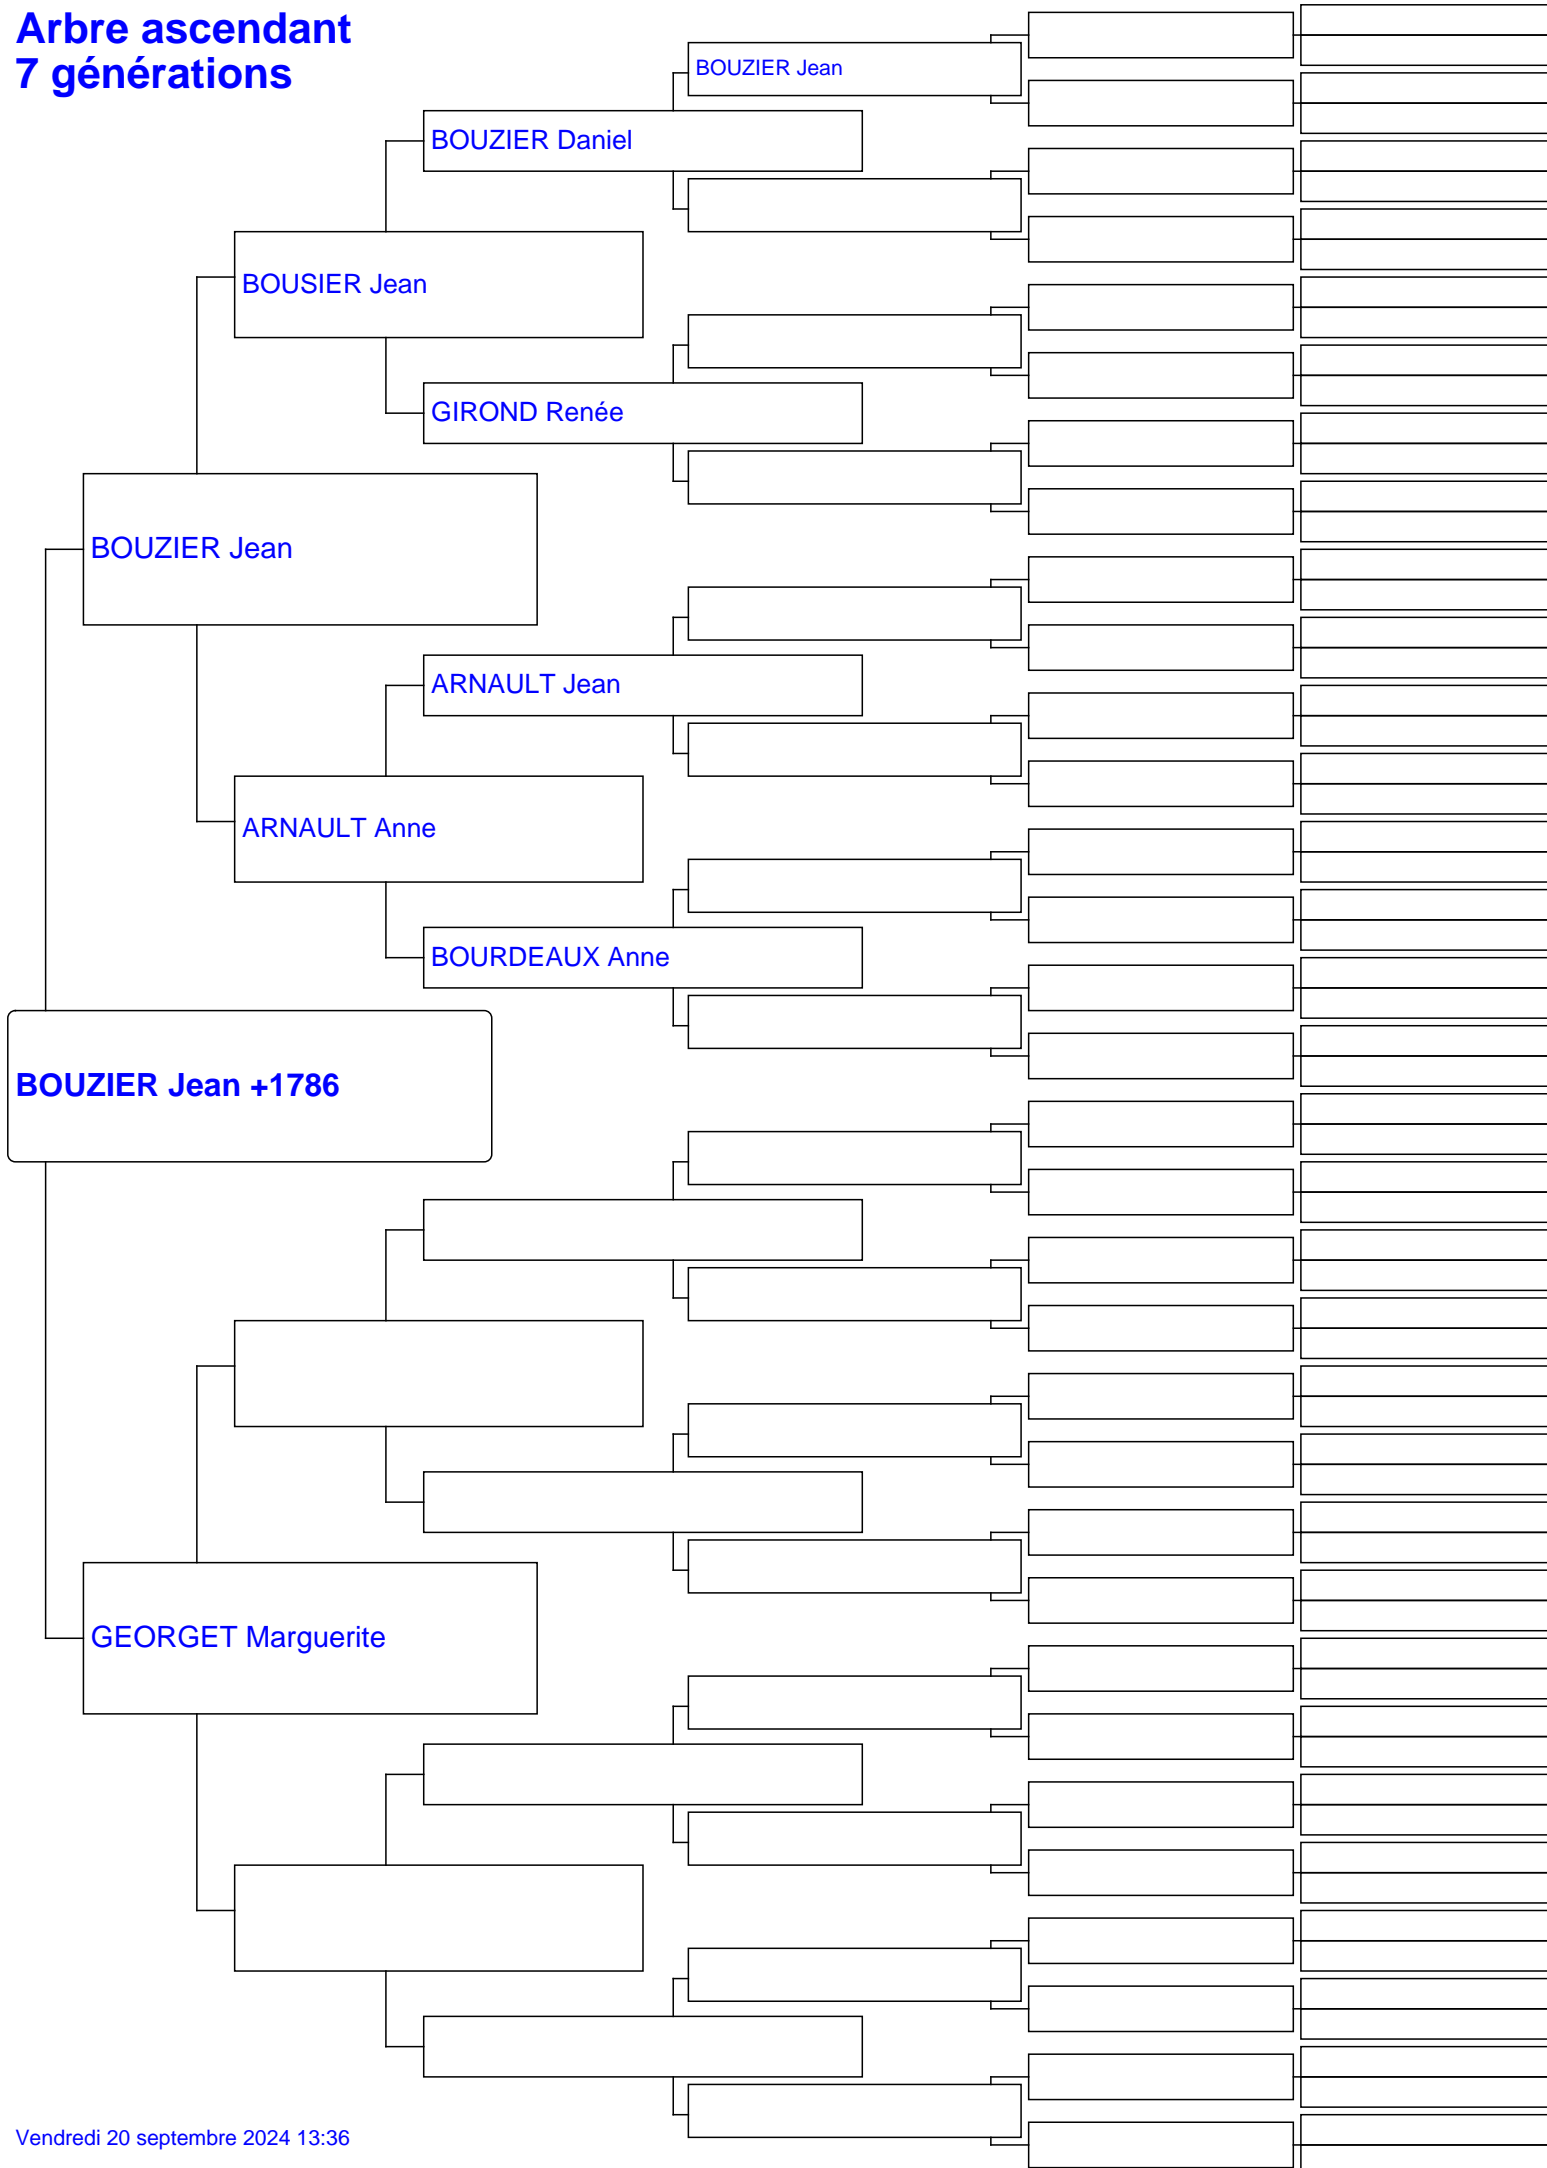 Arbre ascendant
7 générations
BOUZIER Jean
BOUZIER Daniel
BOUSIER Jean
GIROND Renée
BOUZIER Jean
ARNAULT Jean
ARNAULT Anne
BOURDEAUX Anne
BOUZIER Jean +1786
GEORGET Marguerite
Vendredi 20 septembre 2024 13:36